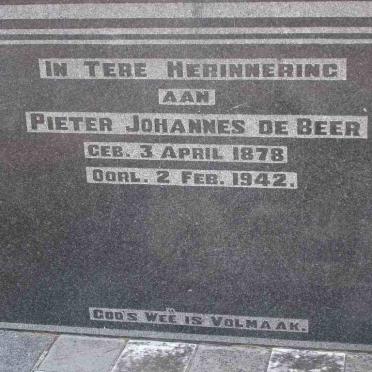 IN TERE HERINNERING
AAN
PIETER JOHANNES DE BEER
GEB. 3 APRIL 1878
OORL. 2 FEB. 1942.
GOD'S WEË IS VOLMAAK.